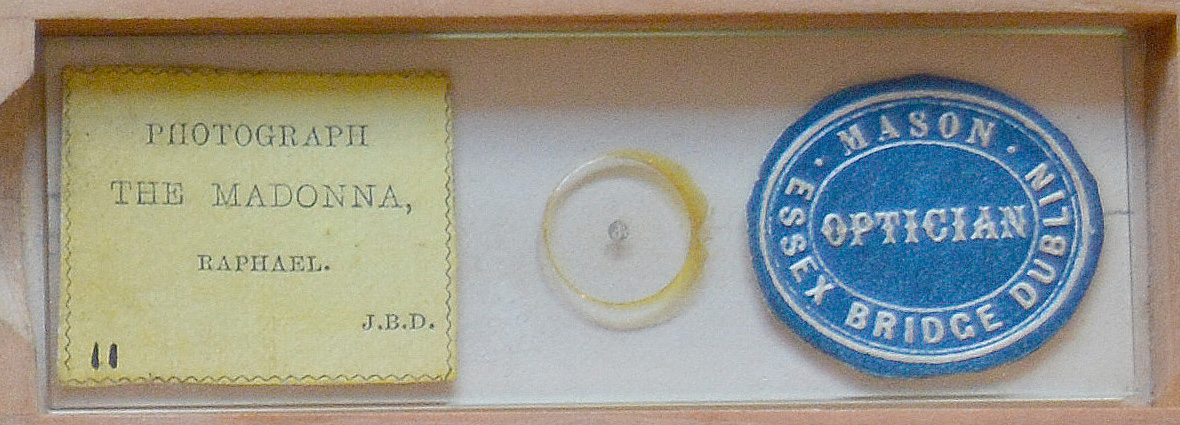 PHOTOGRAPH
THE MADONNA,
RAPHAEL.
J.B.D.
11
· MASON ·
OPTICIAN
ESSEX BRIDGE DUBLIN